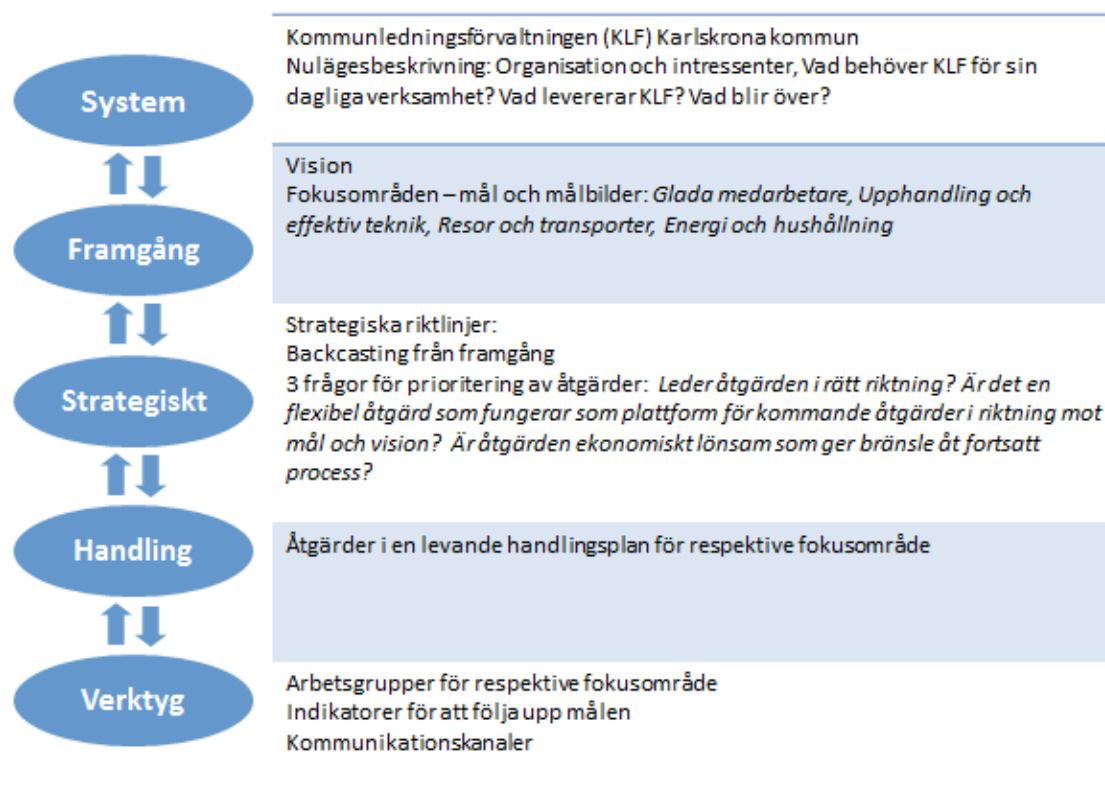 System
Kommunledningsförvaltningen (KLF) Karlskrona kommun
Nulägesbeskrivning: Organisation och intressenter, Vad behöver KLF för sin
dagliga verksamhet? Vad levererar KLF? Vad blir över?
Framgång
Vision
Fokusområden – mål och målbilder: Glada medarbetare, Upphandling och
effektiv teknik, Resor och transporter, Energi och hushållning
Strategiskt
Strategiska riktlinjer:
Backcasting från framgång
3 frågor för prioritering av åtgärder: Leder åtgärden i rätt riktning? Är det en
flexibel åtgärd som fungerar som plattform för kommande åtgärder i riktning mot
mål och vision? Är åtgärden ekonomiskt lönsam som ger bränsle åt fortsatt
process?
Handling
Åtgärder i en levande handlingsplan för respektive fokusområde
Verktyg
Arbetsgrupper för respektive fokusområde
Indikatorer för att följa upp målen
Kommunikationskanaler